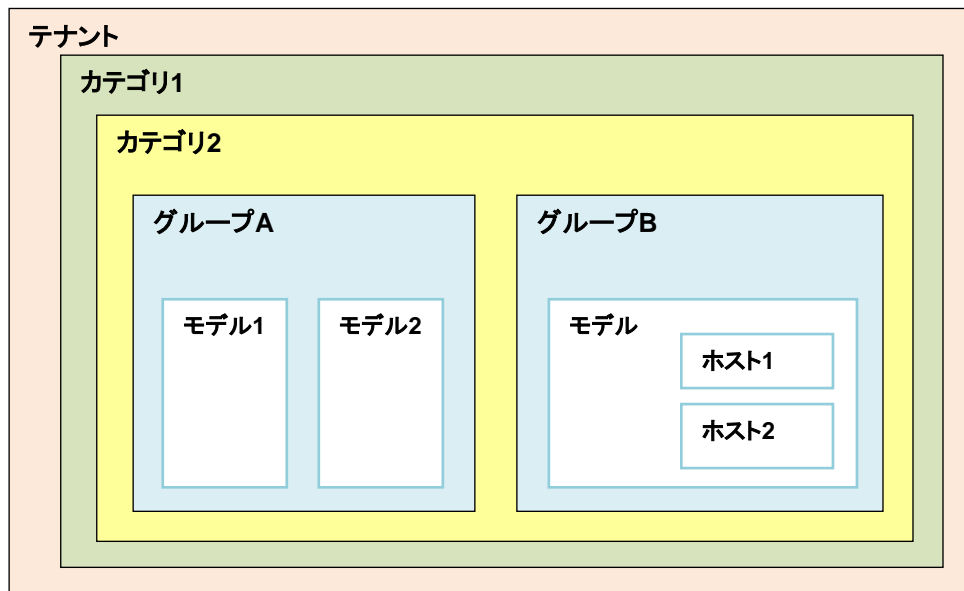 テナント
カテゴリ1
カテゴリ2
グループA
グループB
モデル1
モデル2
モデル
ホスト1
ホスト2